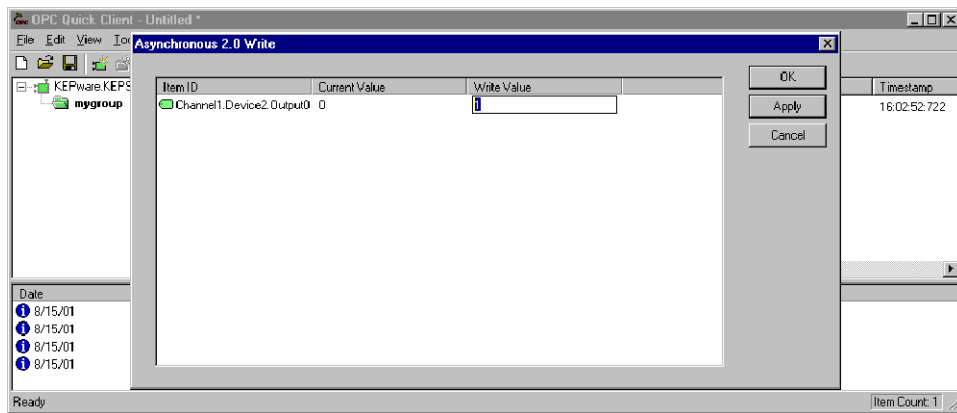 OPC Quick Client - Untitled *
File Edit View
Asynchronous 2.0 Write
Item ID Current Value Write Value
Channel1.Device2.Output0 0 1
OK
Apply
Cancel
KEPware.KEPS
mygroup
Timestamp
16:02:52:722
Date
8/15/01
8/15/01
8/15/01
8/15/01
Ready
Item Count: 1